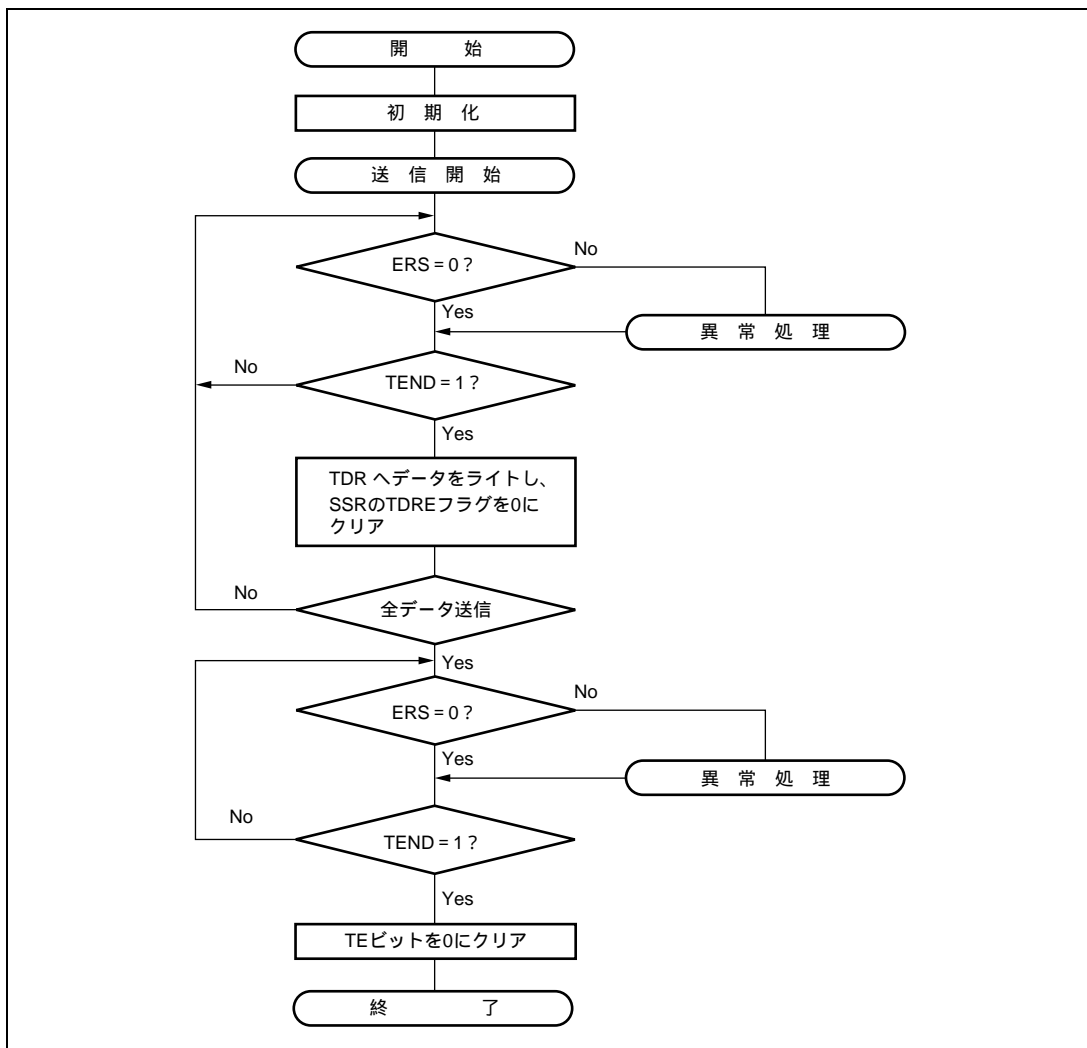 開 始
初 期 化
送 信 開 始
ERS = 0 ?
No
Yes
異 常 処 理
No
TEND = 1 ?
Yes
TDR へデータをライトし、
SSRのTDREフラグを0に
クリア
No
全データ送信
Yes
ERS = 0 ?
No
Yes
異 常 処 理
No
TEND = 1 ?
Yes
TEビットを0にクリア
終 了